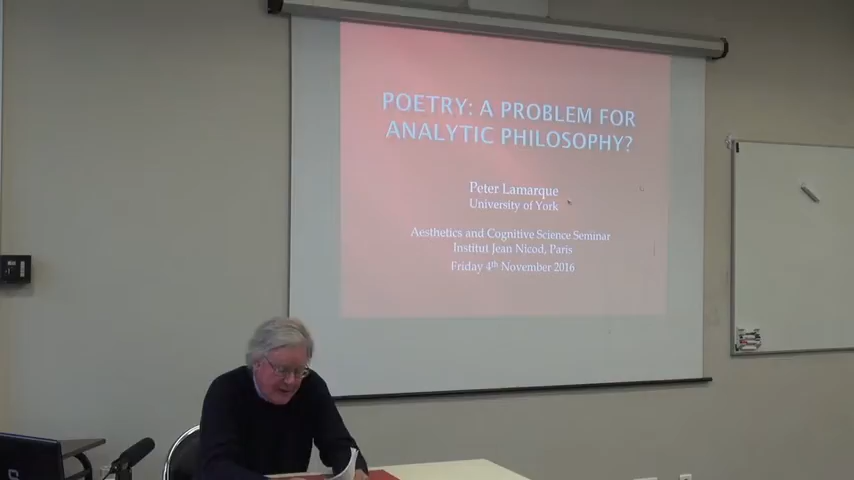 POETRY: A PROBLEM FOR
ANALYTIC PHILOSOPHY?
Peter Lamarque
University of York
Aesthetics and Cognitive Science Seminar
Institut Jean Nicod, Paris
Friday 4th November 2016